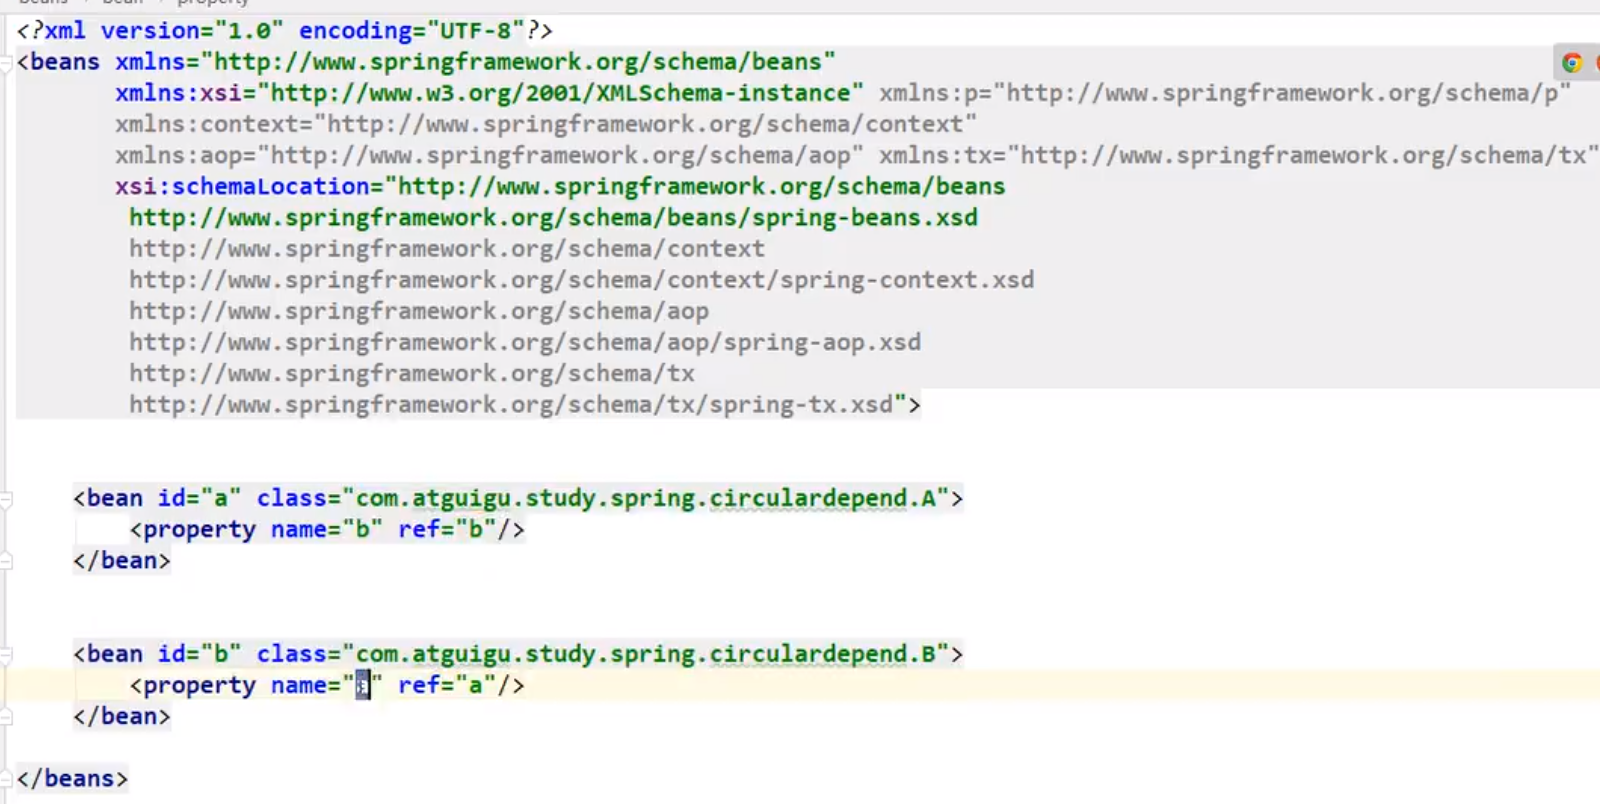 beans bean property
<?xml version="1.0" encoding="UTF-8"?>
<beans xmlns="http://www.springframework.org/schema/beans"
xmlns:xsi="http://www.w3.org/2001/XMLSchema-instance" xmlns:p="http://www.springframework.org/schema/p"
xmlns:context="http://www.springframework.org/schema/context"
xmlns:aop="http://www.springframework.org/schema/aop" xmlns:tx="http://www.springframework.org/schema/tx"
xsi:schemaLocation="http://www.springframework.org/schema/beans
http://www.springframework.org/schema/beans/spring-beans.xsd
http://www.springframework.org/schema/context
http://www.springframework.org/schema/context/spring-context.xsd
http://www.springframework.org/schema/aop
http://www.springframework.org/schema/aop/spring-aop.xsd
http://www.springframework.org/schema/tx
http://www.springframework.org/schema/tx/spring-tx.xsd">
<bean id="a" class="com.atguigu.study.spring.circulardepend.A">
<property name="b" ref="b"/>
</bean>
<bean id="b" class="com.atguigu.study.spring.circulardepend.B">
<property name="a" ref="a"/>
</bean>
</beans>